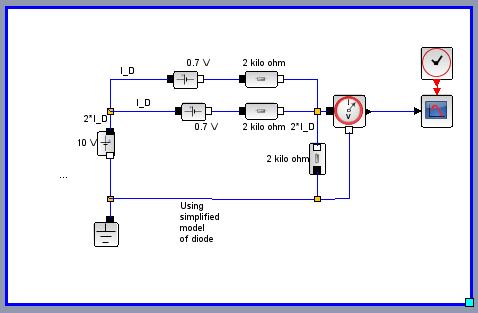 I_D
0.7 V
2 kilo ohm
I_D
2*I_D
0.7 V
2 kilo ohm
2*I_D
I
O
V
10 V
2 kilo ohm
...
Using
simplified
model
of diode